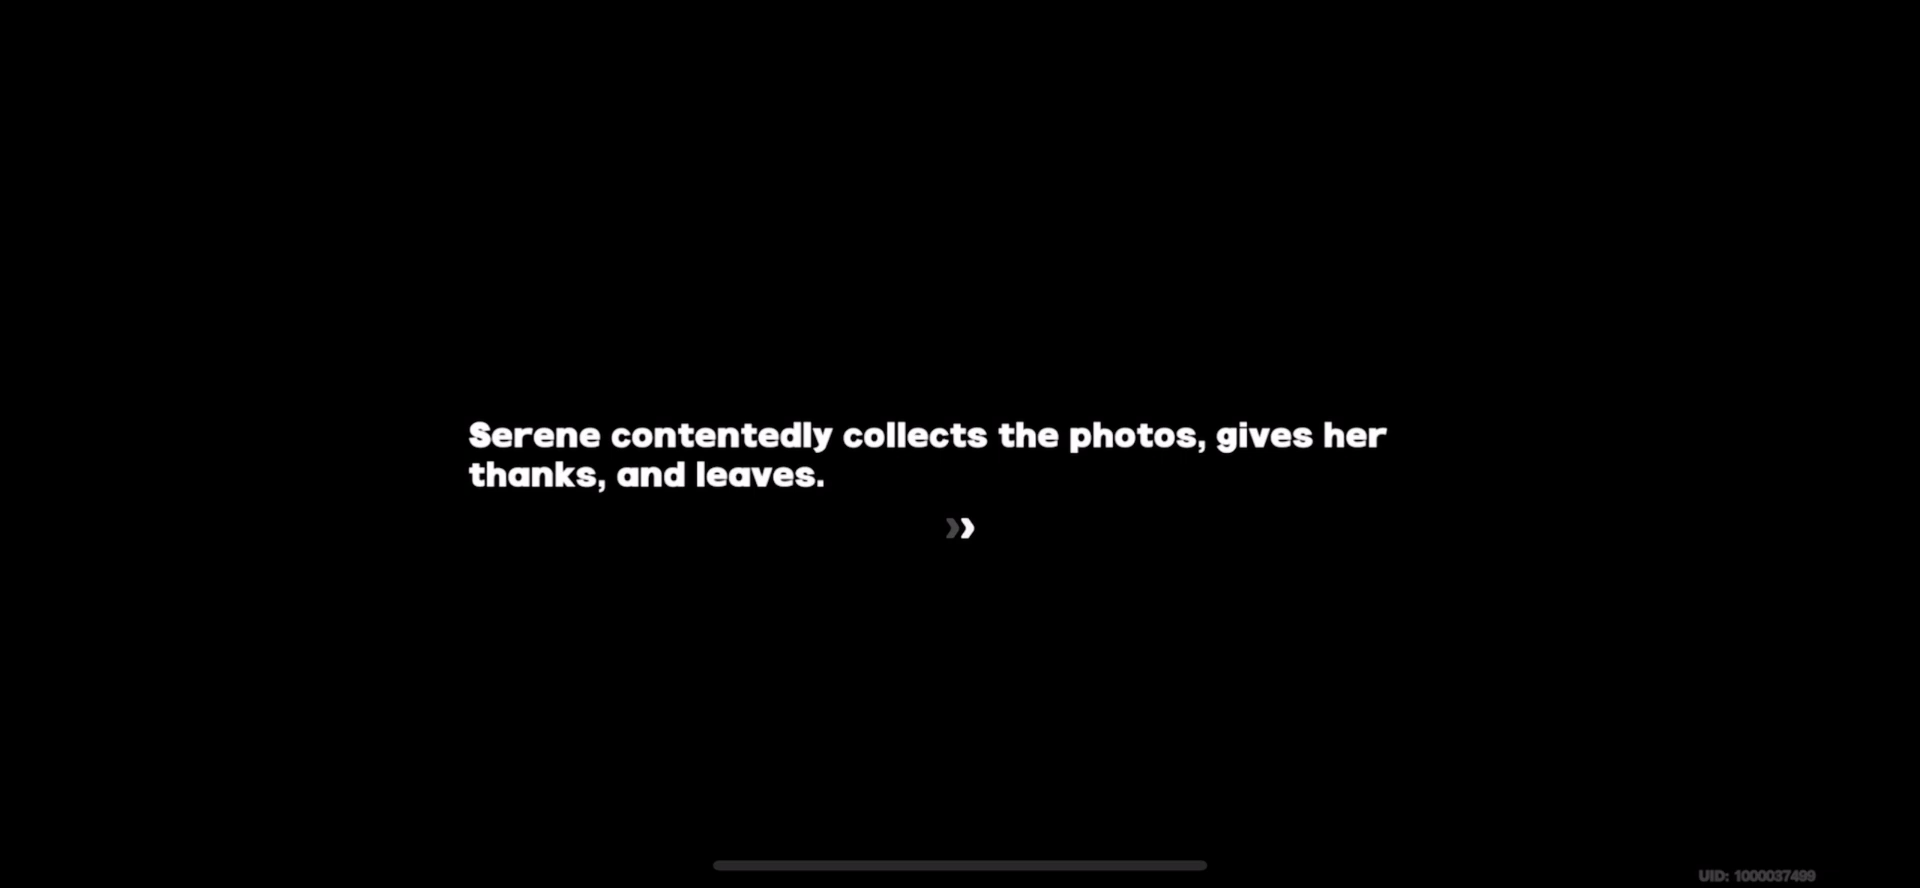 Serene contentedly collects the photos, gives her
thanks, and leaves.
UID: 1000037499